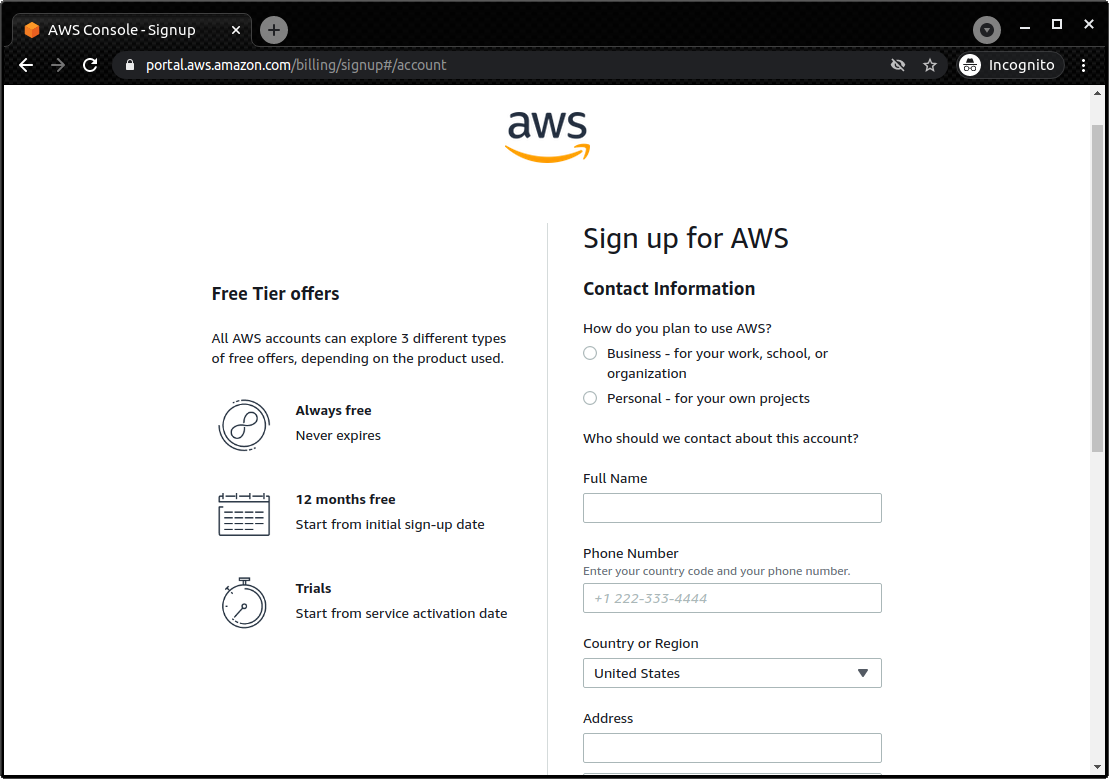 AWS Console - Signup
portal.aws.amazon.com/billing/signup#/account
Incognito
aws
Free Tier offers
All AWS accounts can explore 3 different types
of free offers, depending on the product used.
Always free
Never expires
12 months free
Start from initial sign-up date
Trials
Start from service activation date
Sign up for AWS
Contact Information
How do you plan to use AWS?
Business - for your work, school, or
organization
Personal - for your own projects
Who should we contact about this account?
Full Name
Phone Number
Enter your country code and your phone number.
+1 222-333-4444
Country or Region
United States
Address